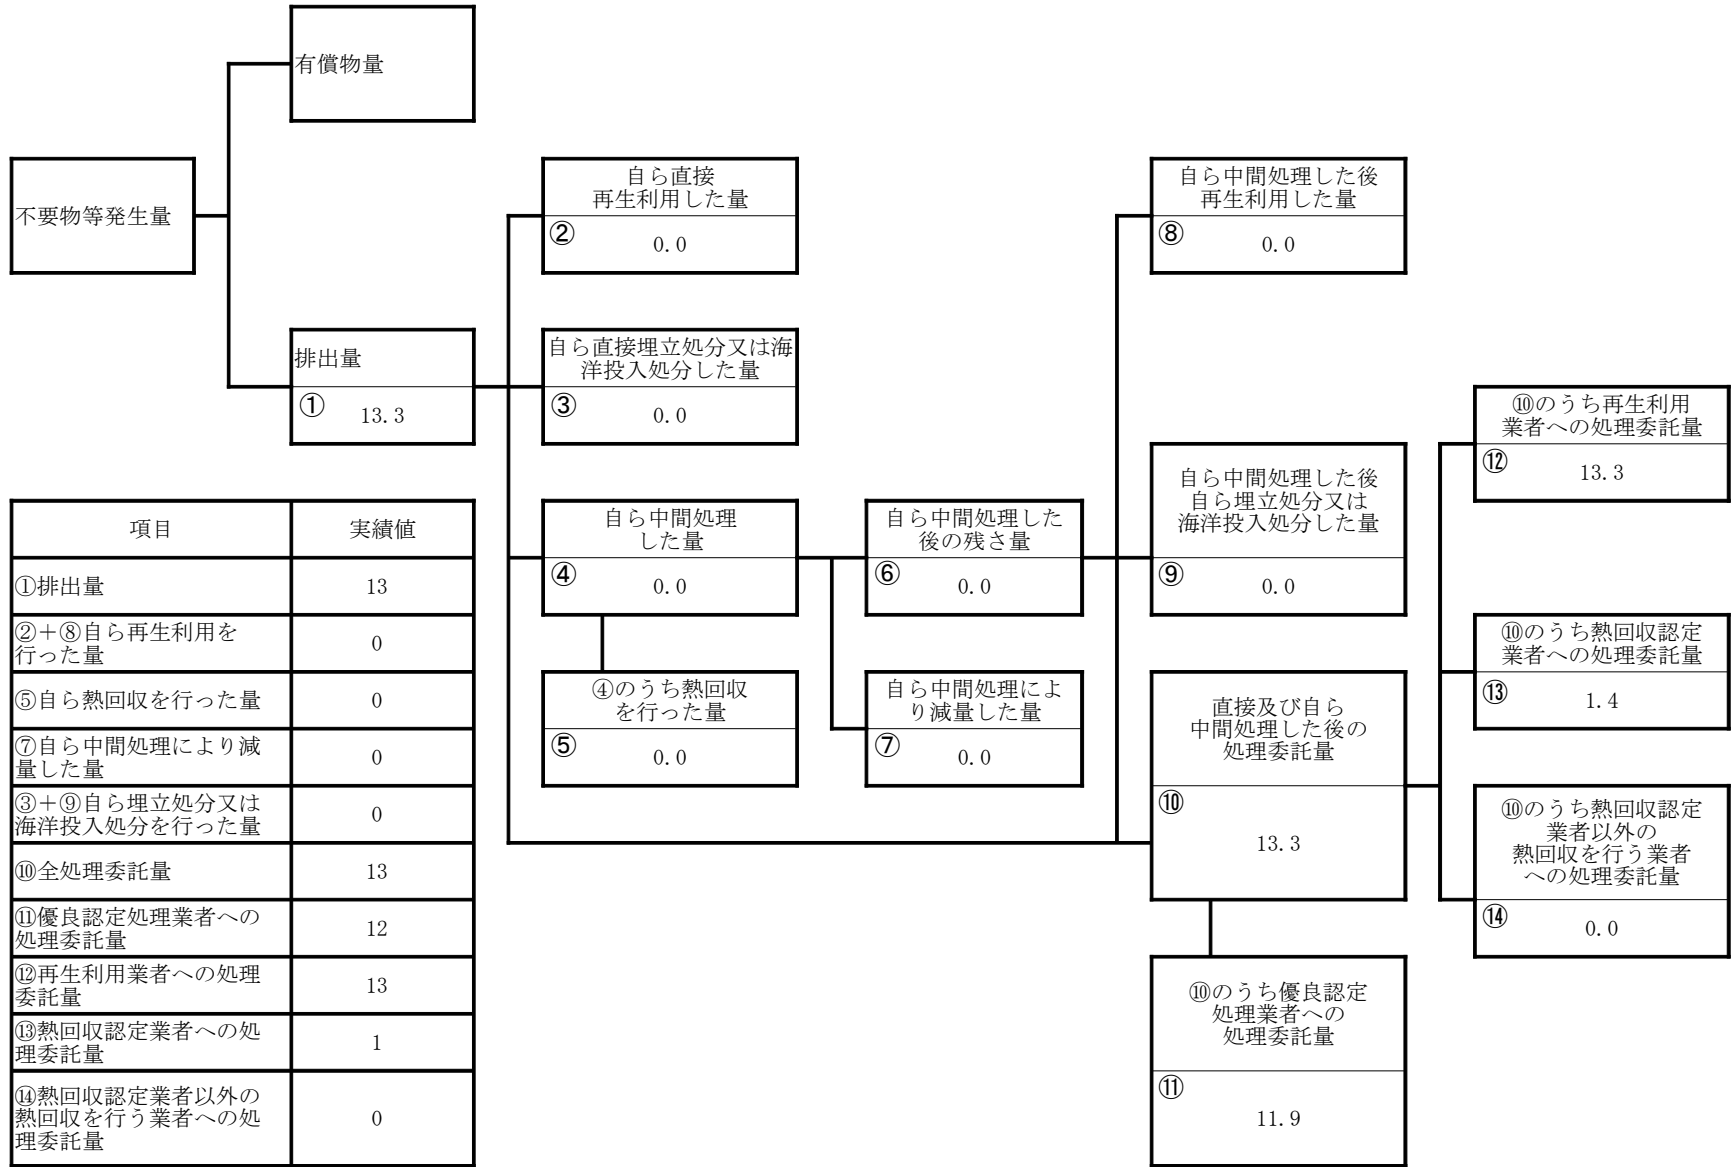 有償物量
不要物等発生量
排出量
① 13.3
自ら直接
再生利用した量
② 0.0
自ら直接埋立処分又は海
洋投入処分した量
③ 0.0
自ら中間処理
した量
④ 0.0
④のうち熱回収
を行った量
⑤ 0.0
自ら中間処理した
後の残さ量
⑥ 0.0
自ら中間処理によ
り減量した量
⑦ 0.0
自ら中間処理した後
再生利用した量
⑧ 0.0
自ら中間処理した後
自ら埋立処分又は
海洋投入処分した量
⑨ 0.0
直接及び自ら
中間処理した後の
処理委託量
⑩
13.3
⑩のうち優良認定
処理業者への
処理委託量
⑪
11.9
⑩のうち再生利用
業者への処理委託量
⑫ 13.3
⑩のうち熱回収認定
業者への処理委託量
⑬ 1.4
⑩のうち熱回収認定
業者以外の
熱回収を行う業者
への処理委託量
⑭ 0.0
項目 実績値
①排出量 13
②＋⑧自ら再生利用を
行った量 0
⑤自ら熱回収を行った量 0
⑦自ら中間処理により減
量した量 0
③＋⑨自ら埋立処分又は
海洋投入処分を行った量 0
⑩全処理委託量 13
⑪優良認定処理業者への
処理委託量 12
⑫再生利用業者への処理
委託量 13
⑬熱回収認定業者への処
理委託量 1
⑭熱回収認定業者以外の
熱回収を行う業者への処
理委託量 0